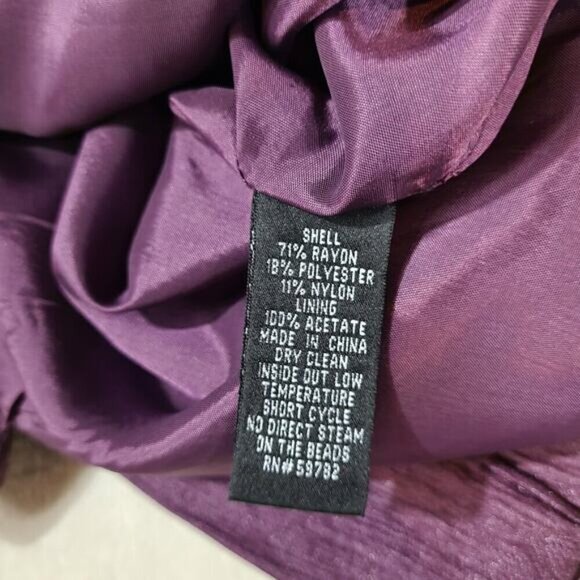 SHELL
71% RAYON
18% POLYESTER
11% NYLON
LINING
100% ACETATE
MADE IN CHINA
DRY CLEAN
INSIDE OUT LOW
TEMPERATURE
SHORT CYCLE
NO DIRECT STEAM
ON THE BEADS
RN#59782